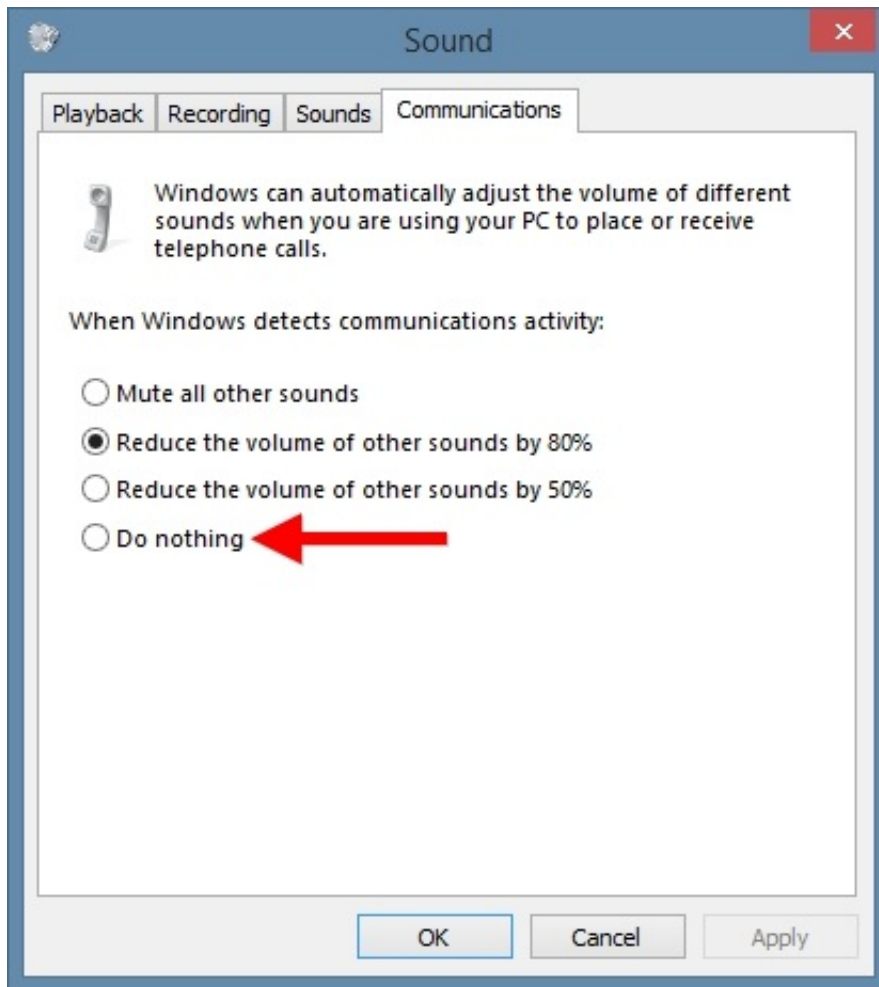 Sound
Playback Recording Sounds Communications
Windows can automatically adjust the volume of different
sounds when you are using your PC to place or receive
telephone calls.
When Windows detects communications activity:
Mute all other sounds
Reduce the volume of other sounds by 80%
Reduce the volume of other sounds by 50%
Do nothing
OK Cancel Apply